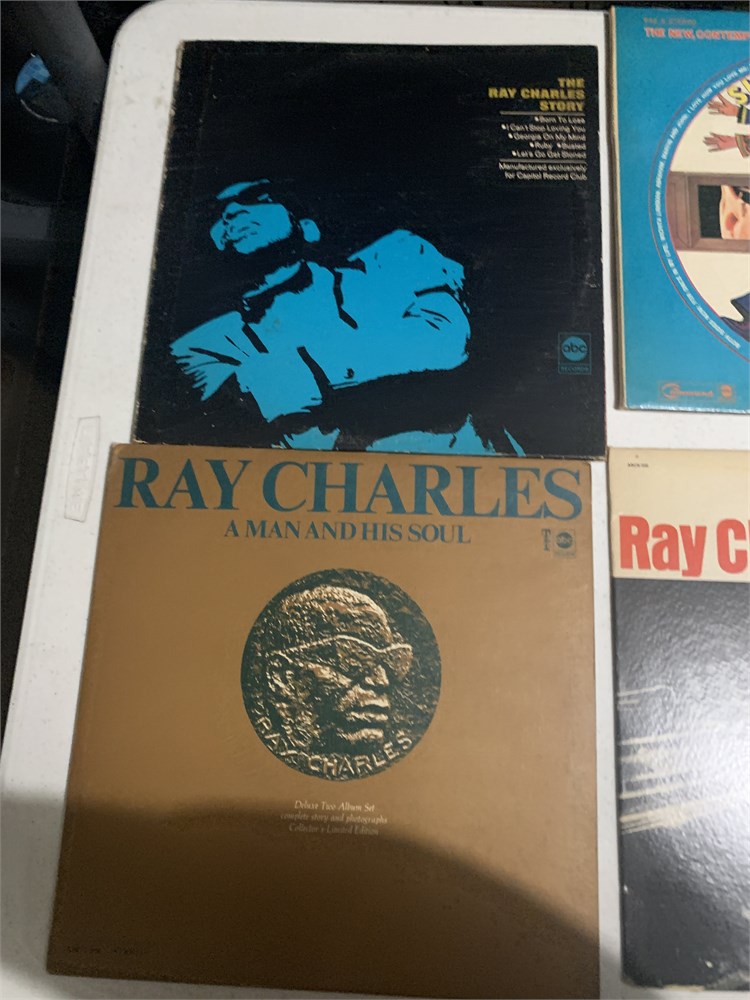 THE
RAY CHARLES
STORY
•Born To Lose
•I Can't Stop Loving You
•Georgia On My Mind
•Ruby •Busted
•Let's Go Get Stoned
Manufactured exclusively
for Capitol Record Club
abc
RECORDS
THE NEW, CONTEMP
Command
RAY CHARLES
A MAN AND HIS SOUL
abc
RAY CHARLES
Deluxe Two Album Set
complete story and photographs
Collector's Limited Edition
Ray C